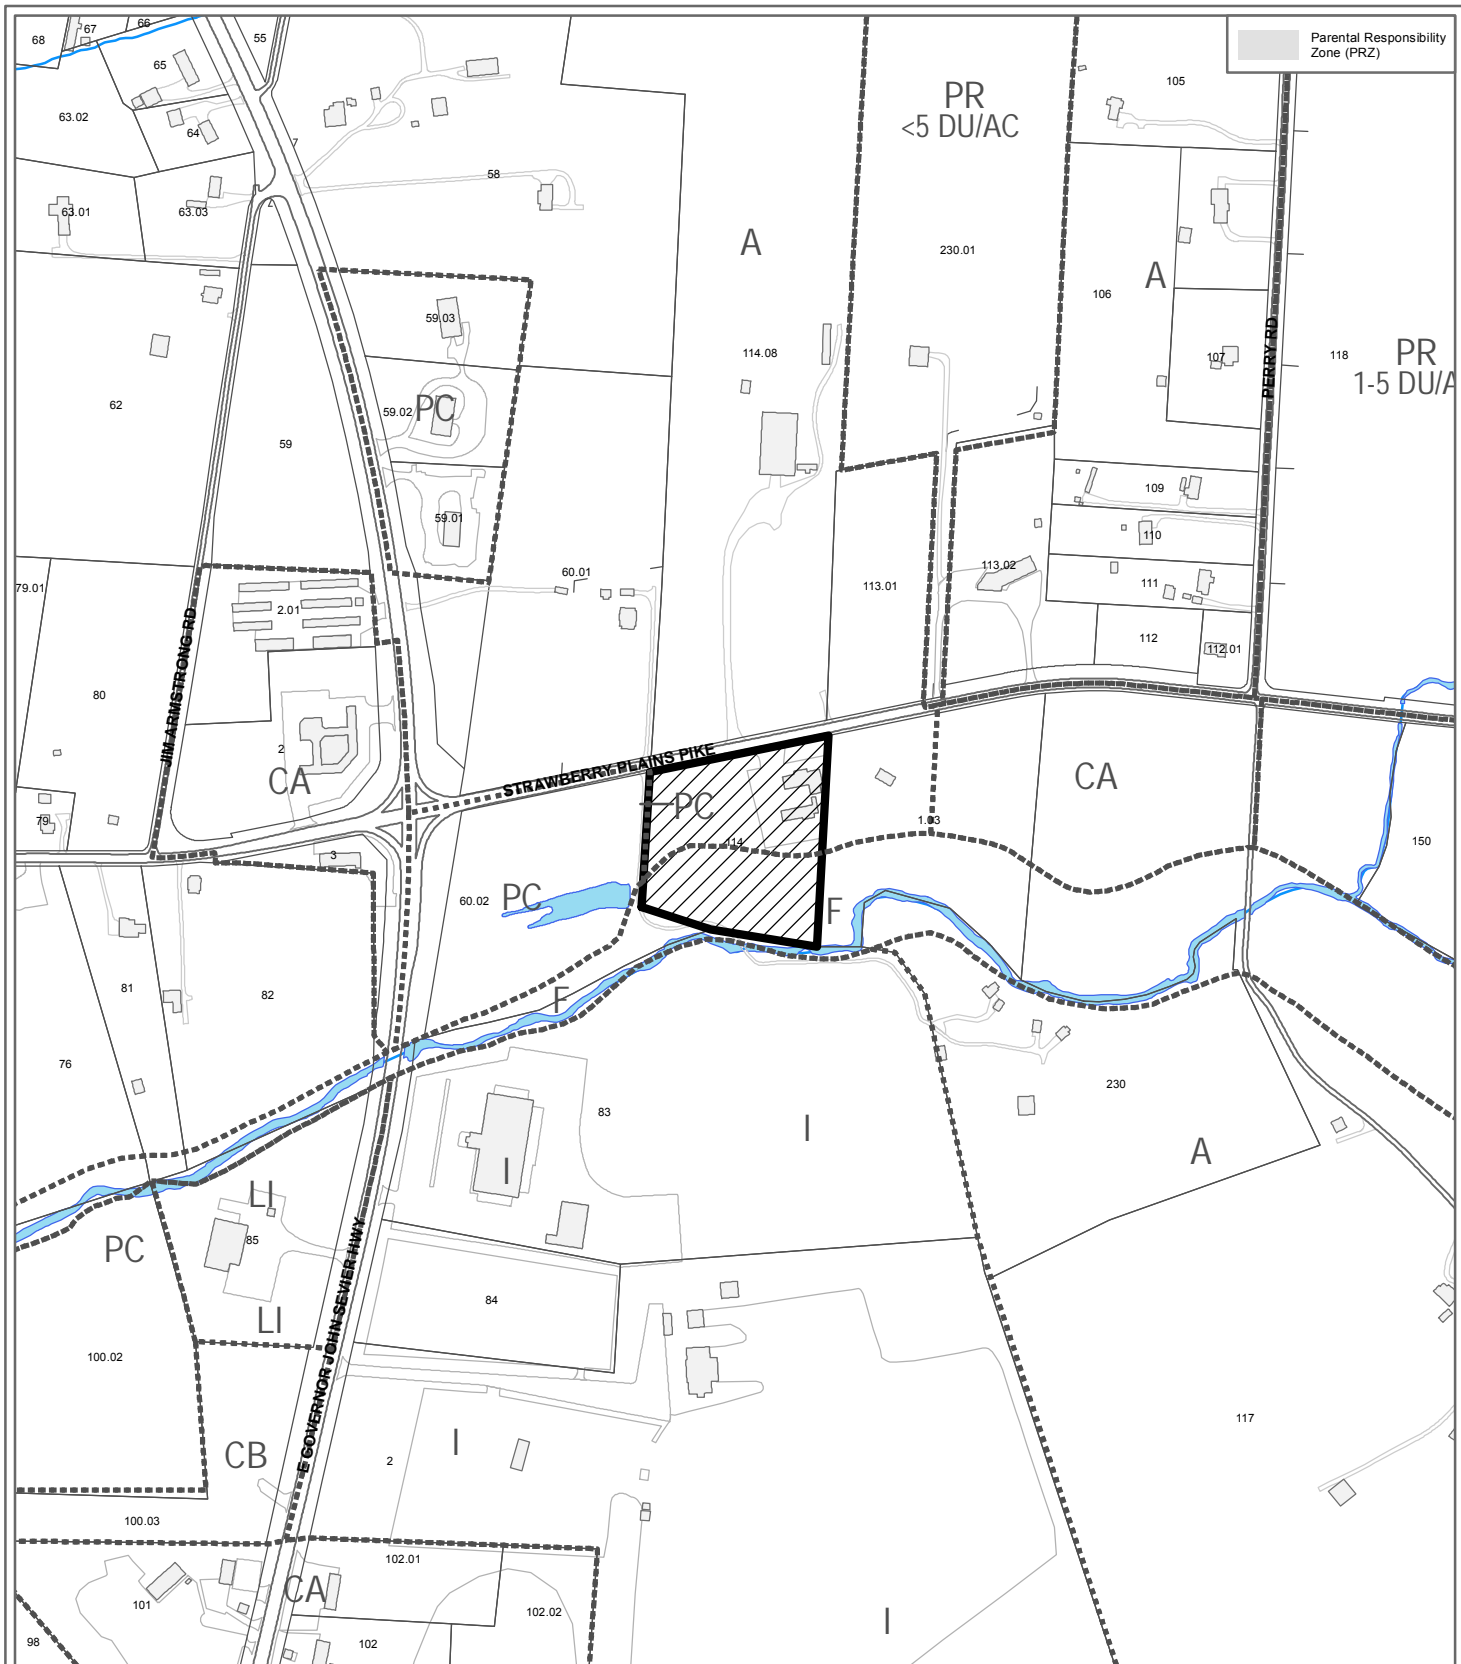 Parental Responsibility
Zone (PRZ)
66
67
68
55
65
63.02
64
7
58
63.01
63.03
7
105
PR
<5 DU/AC
A
230.01
A
106
59.03
62
59.02
PC
59
59.01
114.08
107
118
PR
1-5 DU/A
PERRY RD
109
110
111
112
112.01
113.01
113.02
60.01
79.01
2.01
JIM ARMSTRONG RD
80
2
CA
STRAWBERRY PLAINS PIKE
PC
114
CA
1.03
79
3
150
60.02
PC
F
81
82
F
76
83
I
230
A
I
LI
85
PC
LI
84
E GOVERNOR JOHN SEVIER HWY
100.02
117
CB
I
2
100.03
102.01
CA
101
102.02
I
98
102